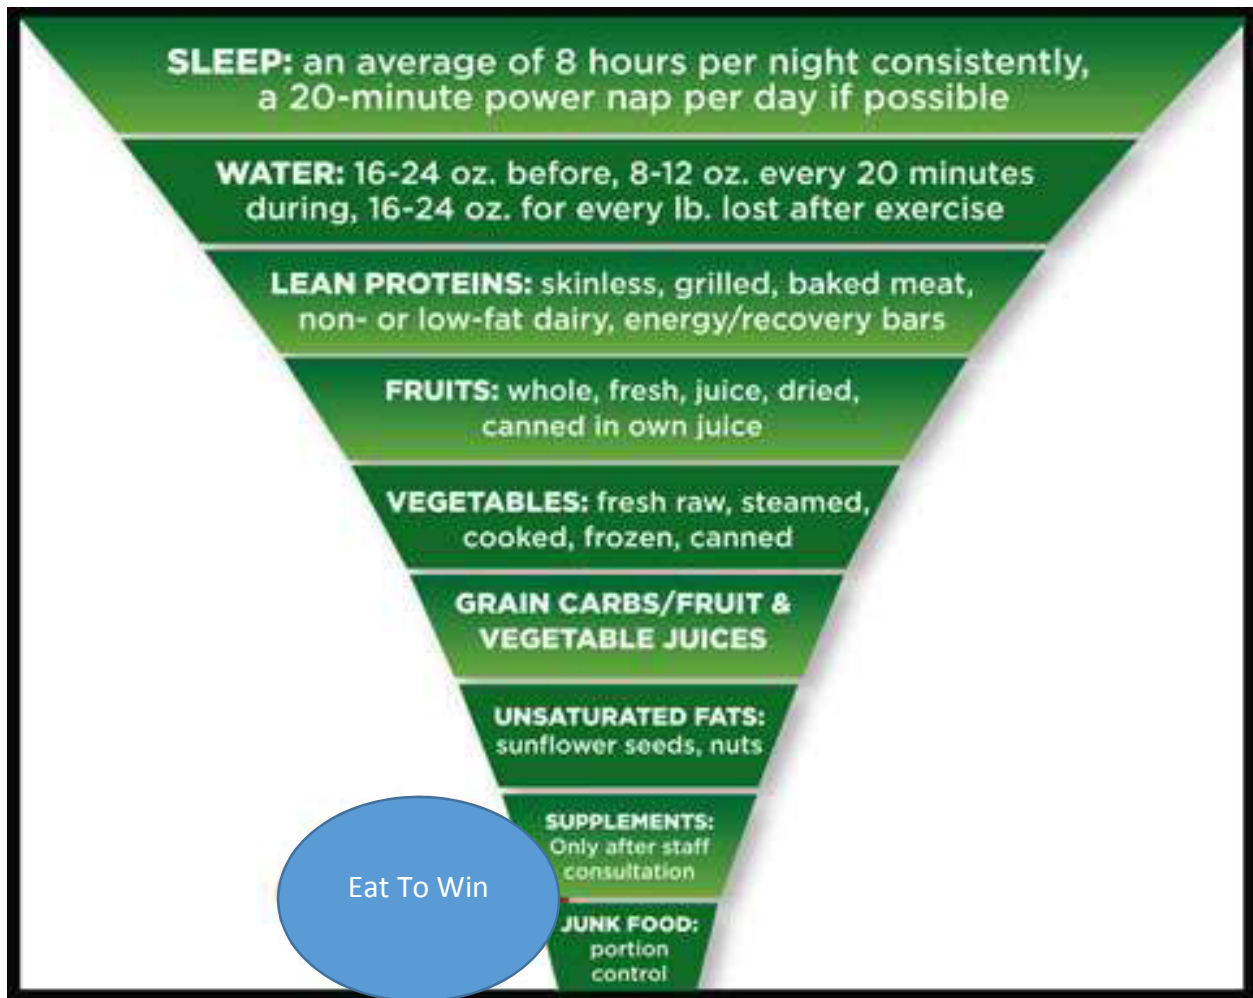 SLEEP: an average of 8 hours per night consistently,
a 20-minute power nap per day if possible
WATER: 16-24 oz. before, 8-12 oz. every 20 minutes
during, 16-24 oz. for every lb. lost after exercise
LEAN PROTEINS: skinless, grilled, baked meat,
non- or low-fat dairy, energy/recovery bars
FRUITS: whole, fresh, juice, dried,
canned in own juice
VEGETABLES: fresh raw, steamed,
cooked, frozen, canned
GRAIN CARBS/FRUIT &
VEGETABLE JUICES
UNSATURATED FATS:
sunflower seeds, nuts
SUPPLEMENTS:
Only after staff
consultation
Eat To Win
JUNK FOOD:
portion
control